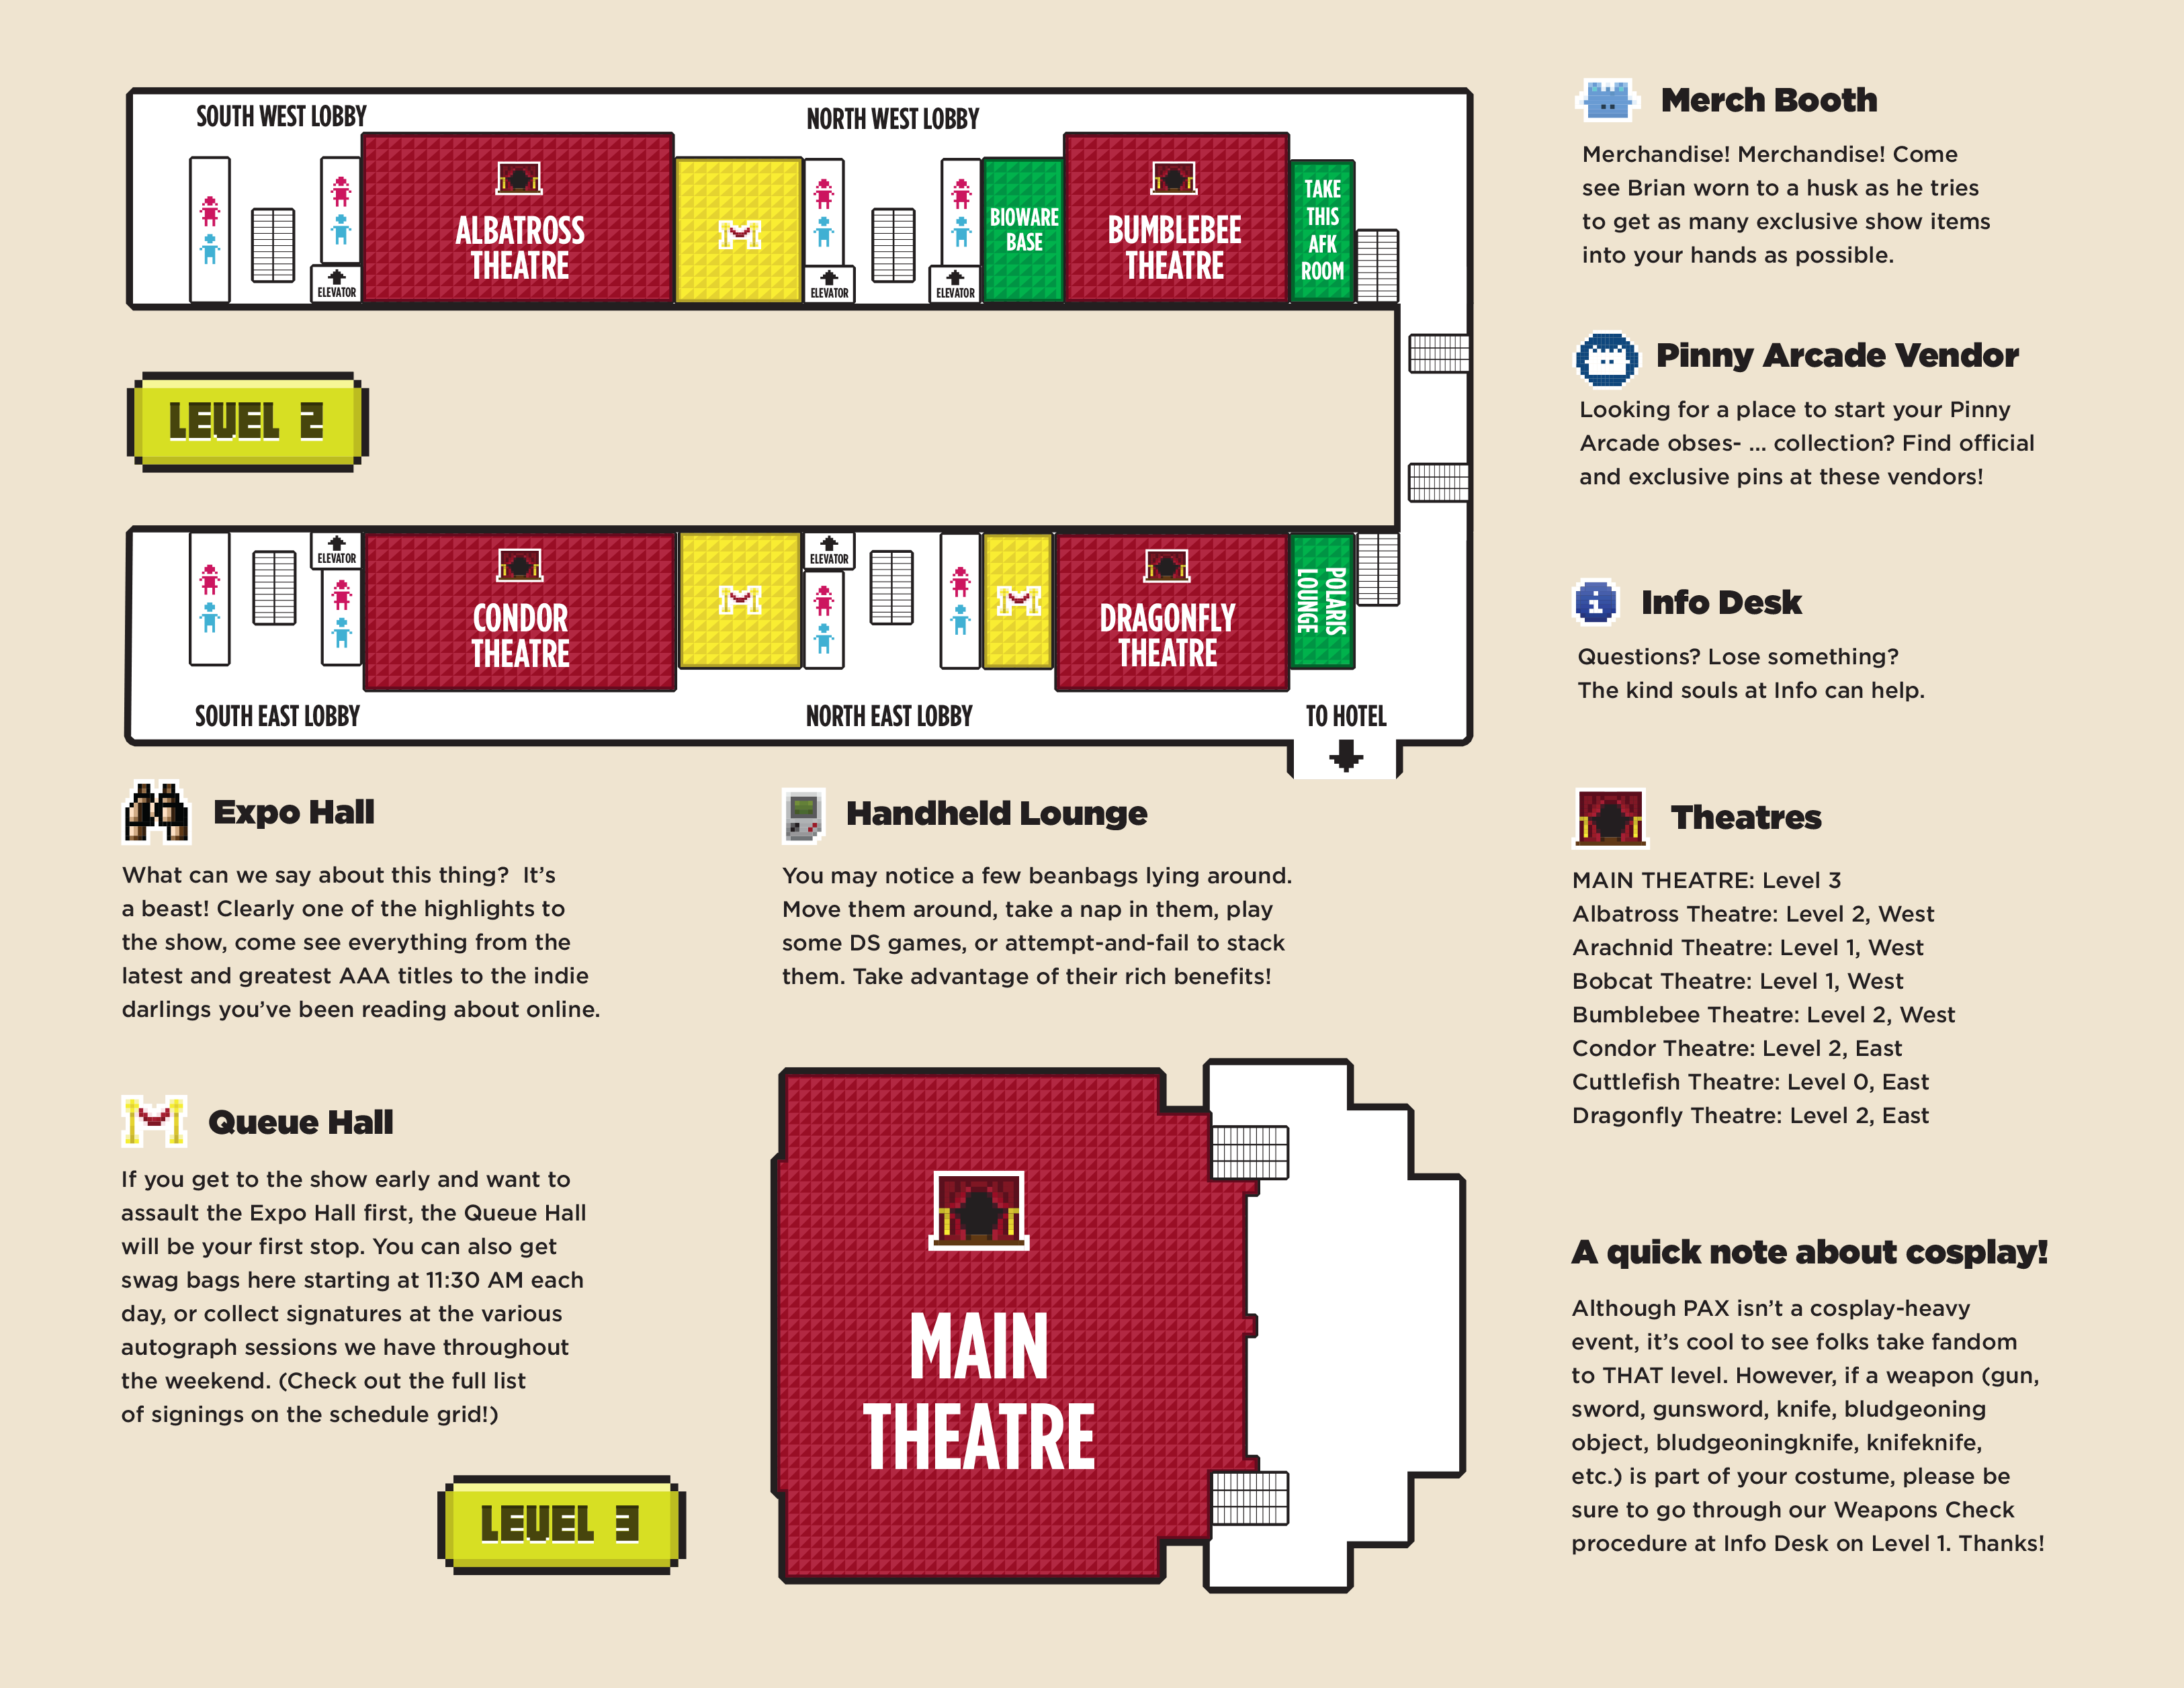 SOUTH WEST LOBBY
NORTH WEST LOBBY
ALBATROSS
THEATRE
BIOWARE
BASE
BUMBLEBEE
THEATRE
TAKE
THIS
AFK
ROOM
ELEVATOR
ELEVATOR
ELEVATOR
LEVEL 2
ELEVATOR
ELEVATOR
CONDOR
THEATRE
DRAGONFLY
THEATRE
POLARIS
LOUNGE
SOUTH EAST LOBBY
NORTH EAST LOBBY
TO HOTEL
Merch Booth
Merchandise! Merchandise! Come
see Brian worn to a husk as he tries
to get as many exclusive show items
into your hands as possible.
Pinny Arcade Vendor
Looking for a place to start your Pinny
Arcade obses- ... collection? Find official
and exclusive pins at these vendors!
i
Info Desk
Questions? Lose something?
The kind souls at Info can help.
Expo Hall
What can we say about this thing?  It's
a beast! Clearly one of the highlights to
the show, come see everything from the
latest and greatest AAA titles to the indie
darlings you've been reading about online.
Handheld Lounge
You may notice a few beanbags lying around.
Move them around, take a nap in them, play
some DS games, or attempt-and-fail to stack
them. Take advantage of their rich benefits!
Theatres
MAIN THEATRE: Level 3
Albatross Theatre: Level 2, West
Arachnid Theatre: Level 1, West
Bobcat Theatre: Level 1, West
Bumblebee Theatre: Level 2, West
Condor Theatre: Level 2, East
Cuttlefish Theatre: Level 0, East
Dragonfly Theatre: Level 2, East
Queue Hall
If you get to the show early and want to
assault the Expo Hall first, the Queue Hall
will be your first stop. You can also get
swag bags here starting at 11:30 AM each
day, or collect signatures at the various
autograph sessions we have throughout
the weekend. (Check out the full list
of signings on the schedule grid!)
LEVEL 3
MAIN
THEATRE
A quick note about cosplay!
Although PAX isn't a cosplay-heavy
event, it's cool to see folks take fandom
to THAT level. However, if a weapon (gun,
sword, gunsword, knife, bludgeoning
object, bludgeoningknife, knifeknife,
etc.) is part of your costume, please be
sure to go through our Weapons Check
procedure at Info Desk on Level 1. Thanks!